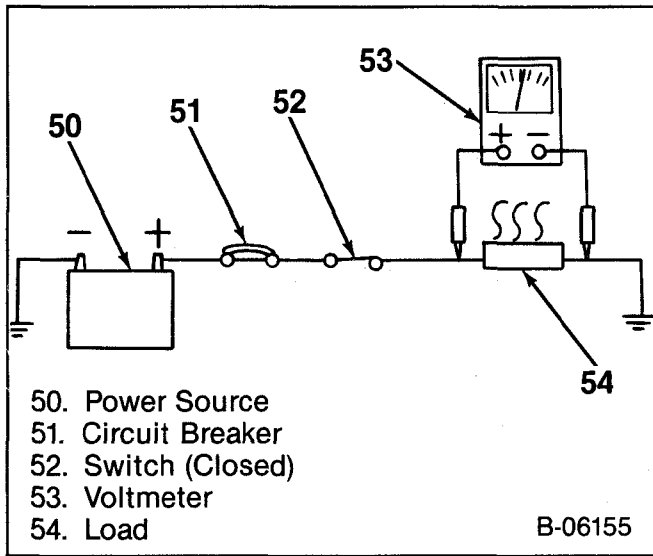 53
52
51
50
- +
+ -
54
50. Power Source
51. Circuit Breaker
52. Switch (Closed)
53. Voltmeter
54. Load
B-06155